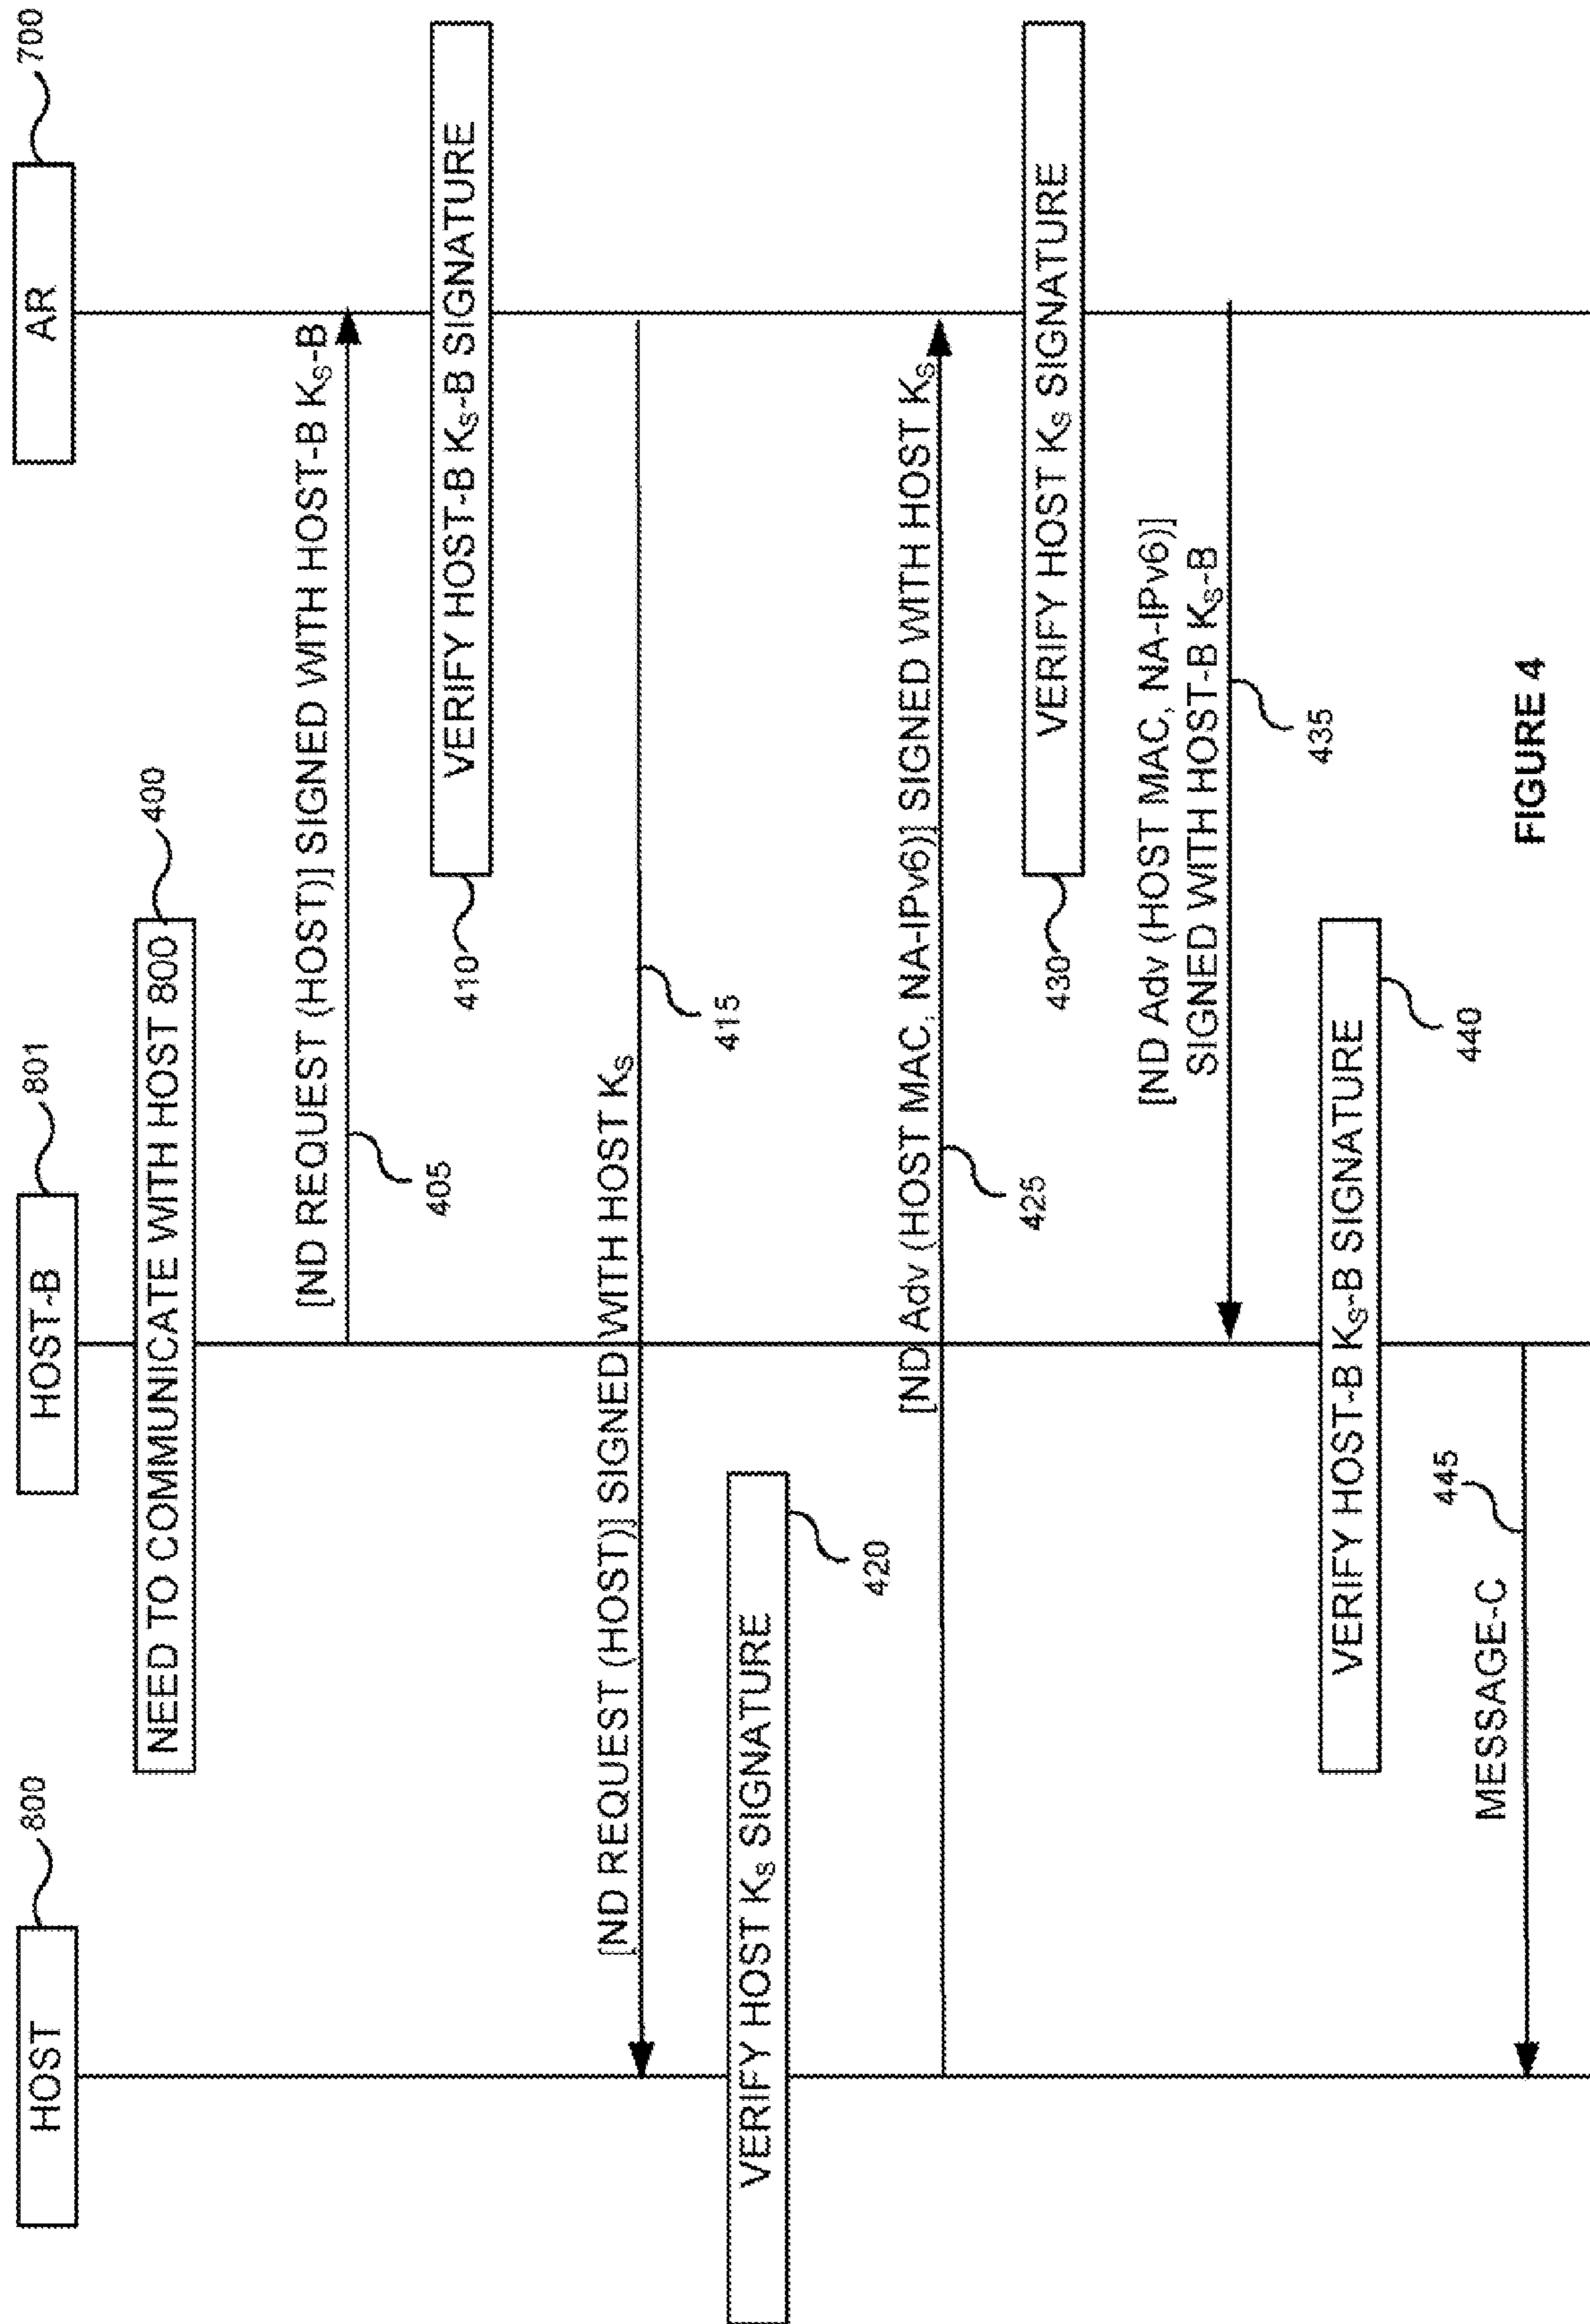 HOST
800
HOST-B
801
AR
700
NEED TO COMMUNICATE WITH HOST 800
400
[ND REQUEST (HOST)] SIGNED WITH HOST-B Ks-B
405
VERIFY HOST-B Ks-B SIGNATURE
410
[ND REQUEST (HOST)] SIGNED WITH HOST Ks
415
VERIFY HOST Ks SIGNATURE
420
[ND Adv (HOST MAC, NA-IPv6)] SIGNED WITH HOST Ks
425
VERIFY HOST Ks SIGNATURE
430
[ND Adv (HOST MAC, NA-IPv6)]
SIGNED WITH HOST-B Ks-B
435
VERIFY HOST-B Ks-B SIGNATURE
440
MESSAGE-C
445
FIGURE 4